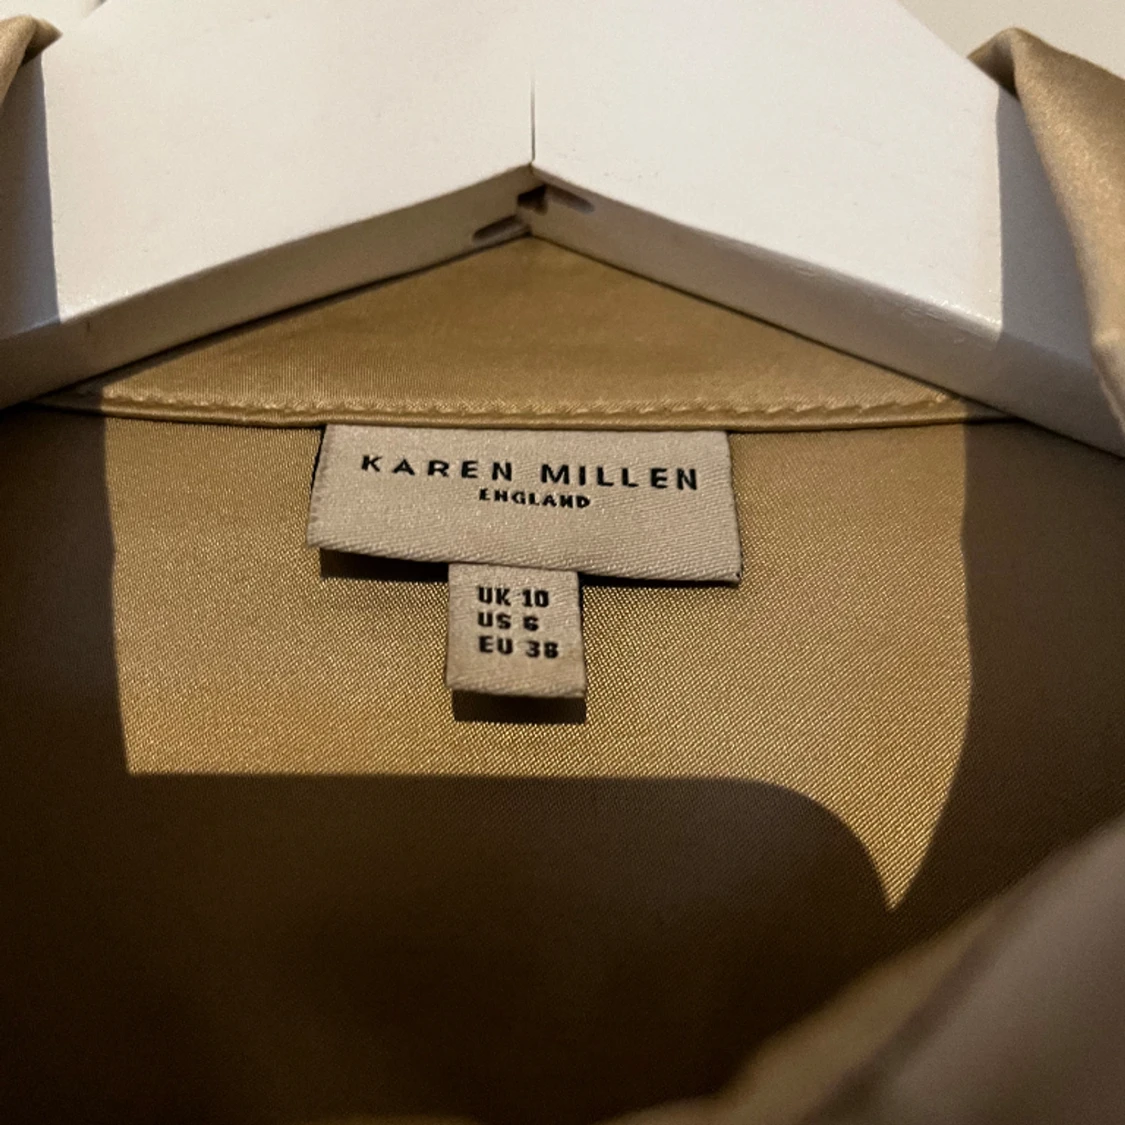 KAREN MILLEN
ENGLAND
UK 10
US 6
EU 38